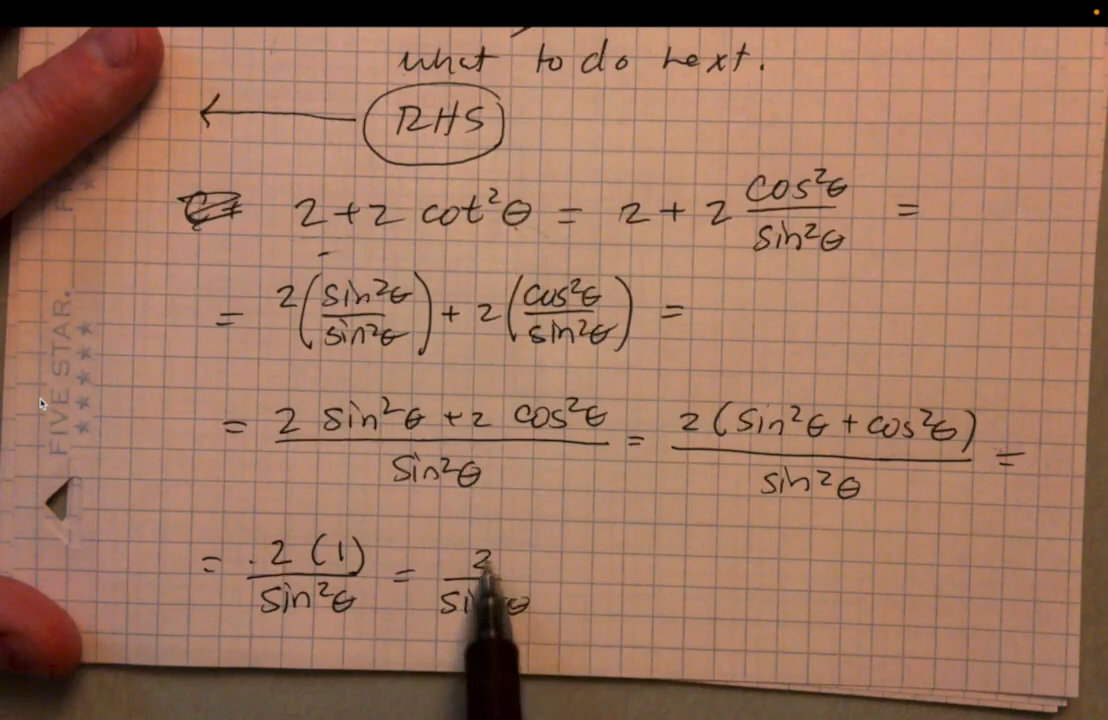 what to do next.
RHS
2 + 2 cot²θ = 2 + 2 cos²θ/sin²θ =
= 2(sin²θ/sin²θ) + 2(cos²θ/sin²θ) =
= 2 sin²θ + 2 cos²θ/sin²θ = 2(sin²θ + cos²θ)/sin²θ =
= 2(1)/sin²θ = 2/
FIVE STAR.